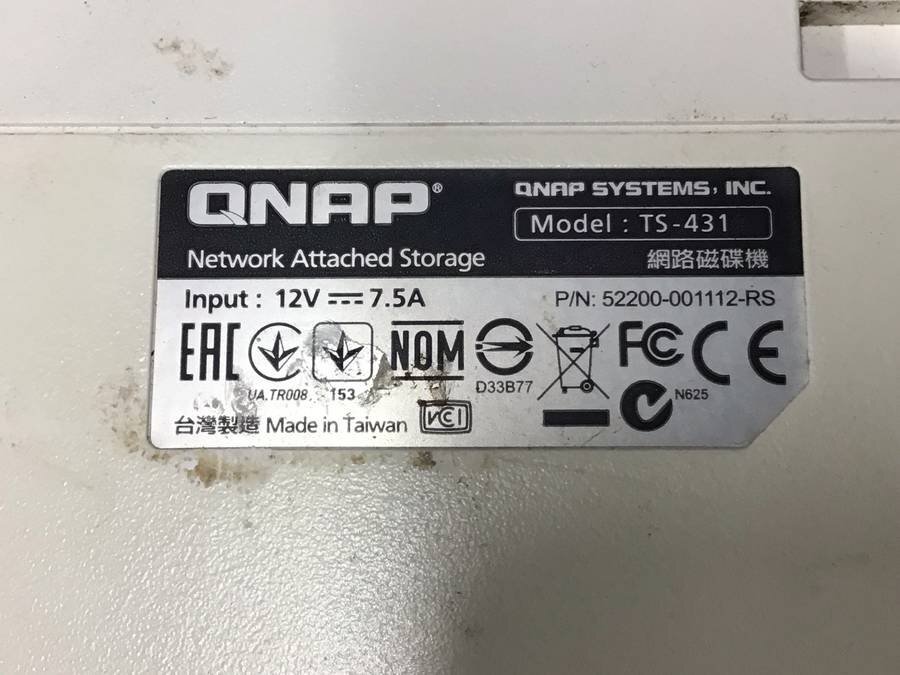 QNAP®
QNAP SYSTEMS, INC.
Model : TS-431
Network Attached Storage
網路磁碟機
Input : 12V 7.5A
P/N: 52200-001112-RS
EAC
UA.TR008
153
NOM
D33B77
FC
CE
N625
台灣製造 Made in Taiwan
VCI